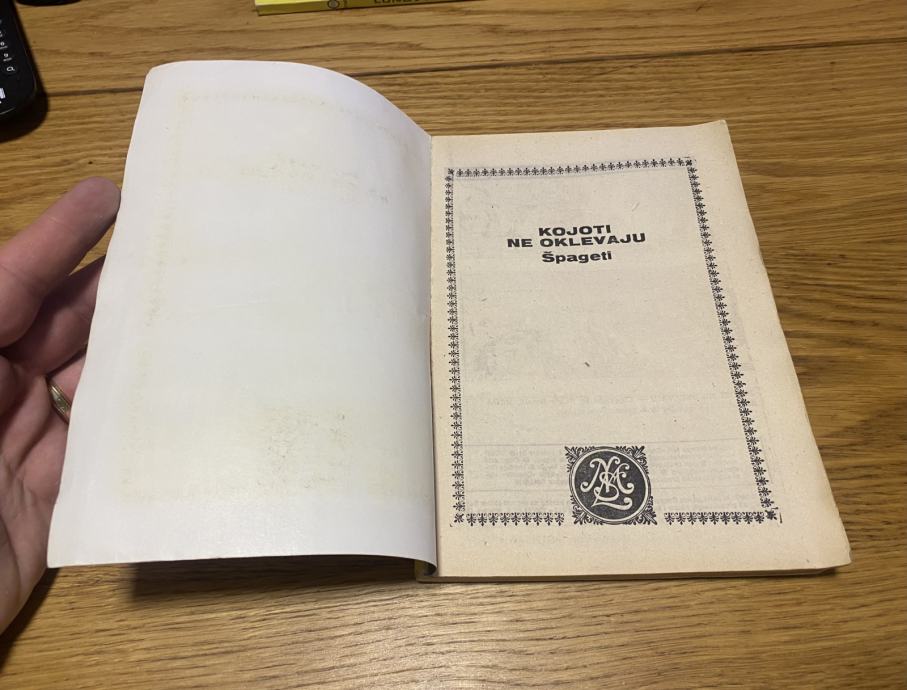 KOJOTI
NE OKLEVAJU
Špageti